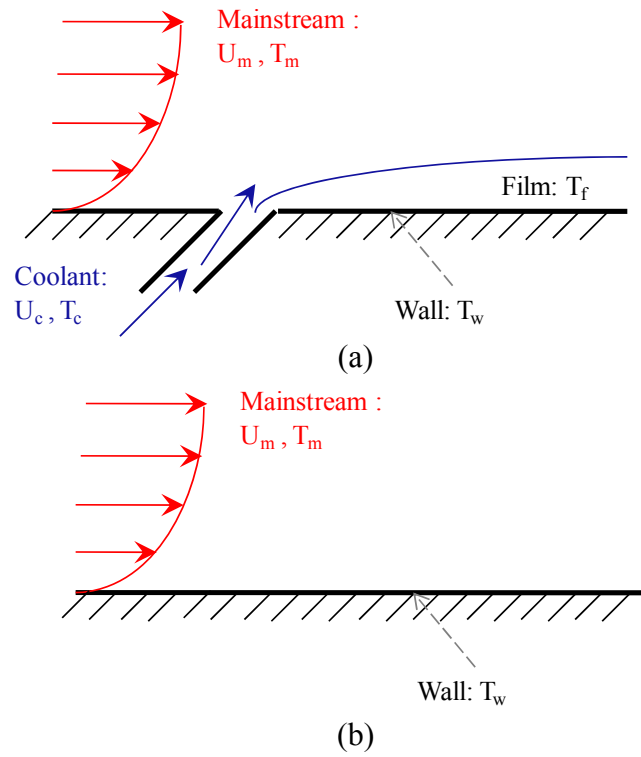 Mainstream :
U_m , T_m
Film: T_f
Coolant:
U_c , T_c
Wall: T_w
(a)
Mainstream :
U_m , T_m
Wall: T_w
(b)